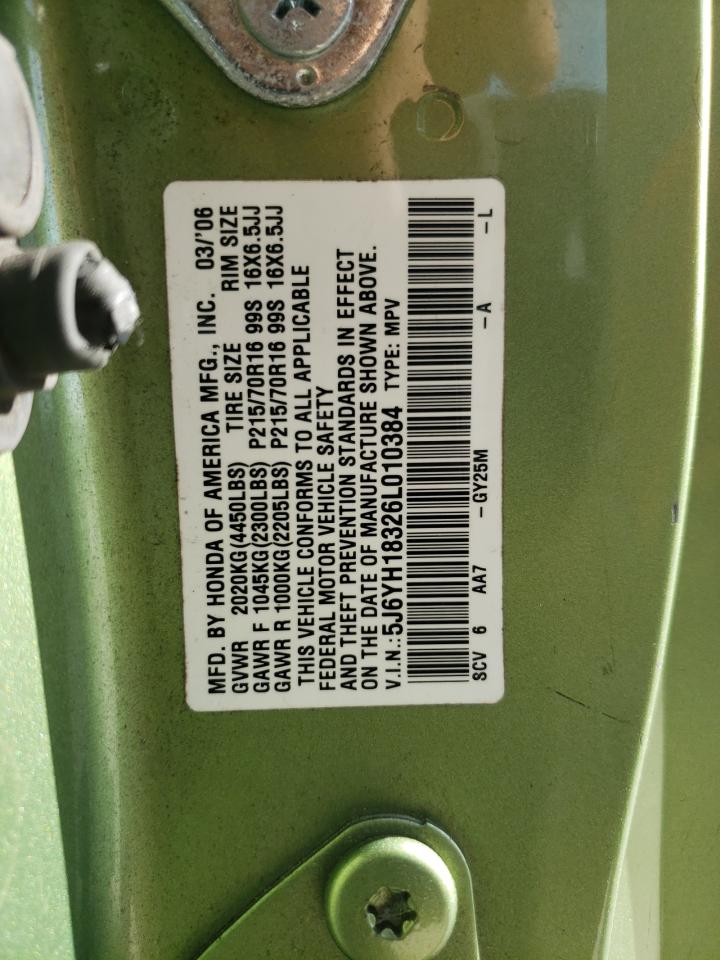 MFD. BY HONDA OF AMERICA MFG., INC. 03/'06
GVWR 2020KG(4450LBS) TIRE SIZE RIM SIZE
GAWR F 1045KG(2300LBS) P215/70R16 99S 16X6.5JJ
GAWR R 1000KG(2205LBS) P215/70R16 99S 16X6.5JJ
THIS VEHICLE CONFORMS TO ALL APPLICABLE
FEDERAL MOTOR VEHICLE SAFETY
AND THEFT PREVENTION STANDARDS IN EFFECT
ON THE DATE OF MANUFACTURE SHOWN ABOVE.
V.I.N.:5J6YH18326L010384 TYPE: MPV
SCV 6 AA7 -GY25M -A -L